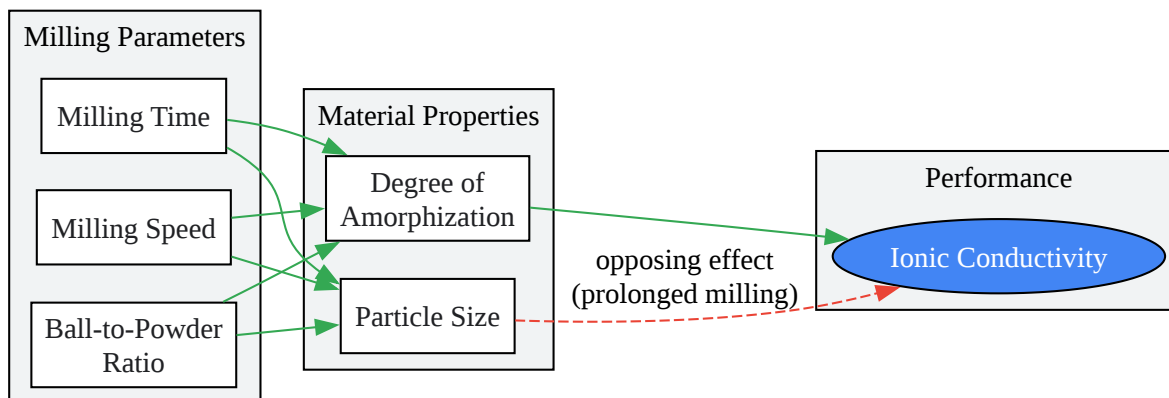 Milling Parameters
Milling Time
Milling Speed
Ball-to-Powder
Ratio
Material Properties
Degree of
Amorphization
Particle Size
opposing effect
(prolonged milling)
Performance
Ionic Conductivity